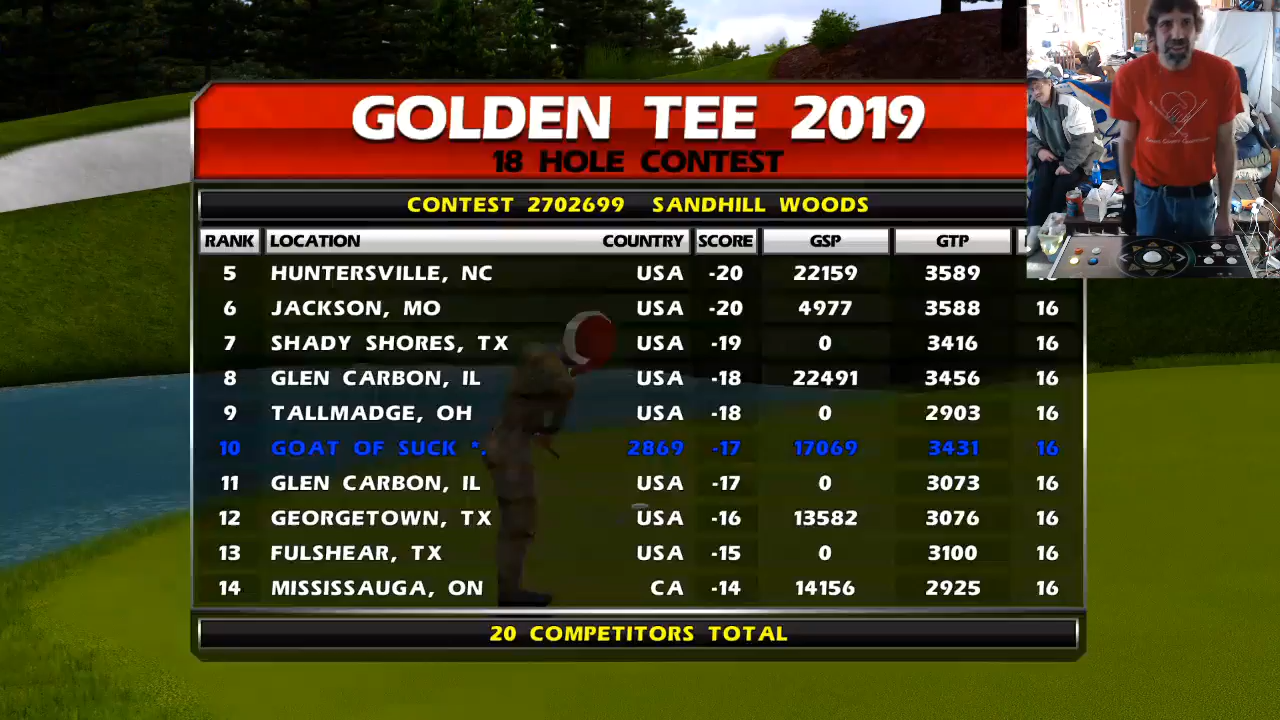 GOLDEN TEE 2019
18 HOLE CONTEST
CONTEST 2702699 SANDHILL WOODS
RANK LOCATION COUNTRY SCORE GSP GTP
5 HUNTERSVILLE, NC USA -20 22159 3589
6 JACKSON, MO USA -20 4977 3588 16
7 SHADY SHORES, TX USA -19 0 3416 16
8 GLEN CARBON, IL USA -18 22491 3456 16
9 TALLMADGE, OH USA -18 0 2903 16
10 GOAT OF SUCK *. 2869 -17 17069 3431 16
11 GLEN CARBON, IL USA -17 0 3073 16
12 GEORGETOWN, TX USA -16 13582 3076 16
13 FULSHEAR, TX USA -15 0 3100 16
14 MISSISSAUGA, ON CA -14 14156 2925 16
20 COMPETITORS TOTAL